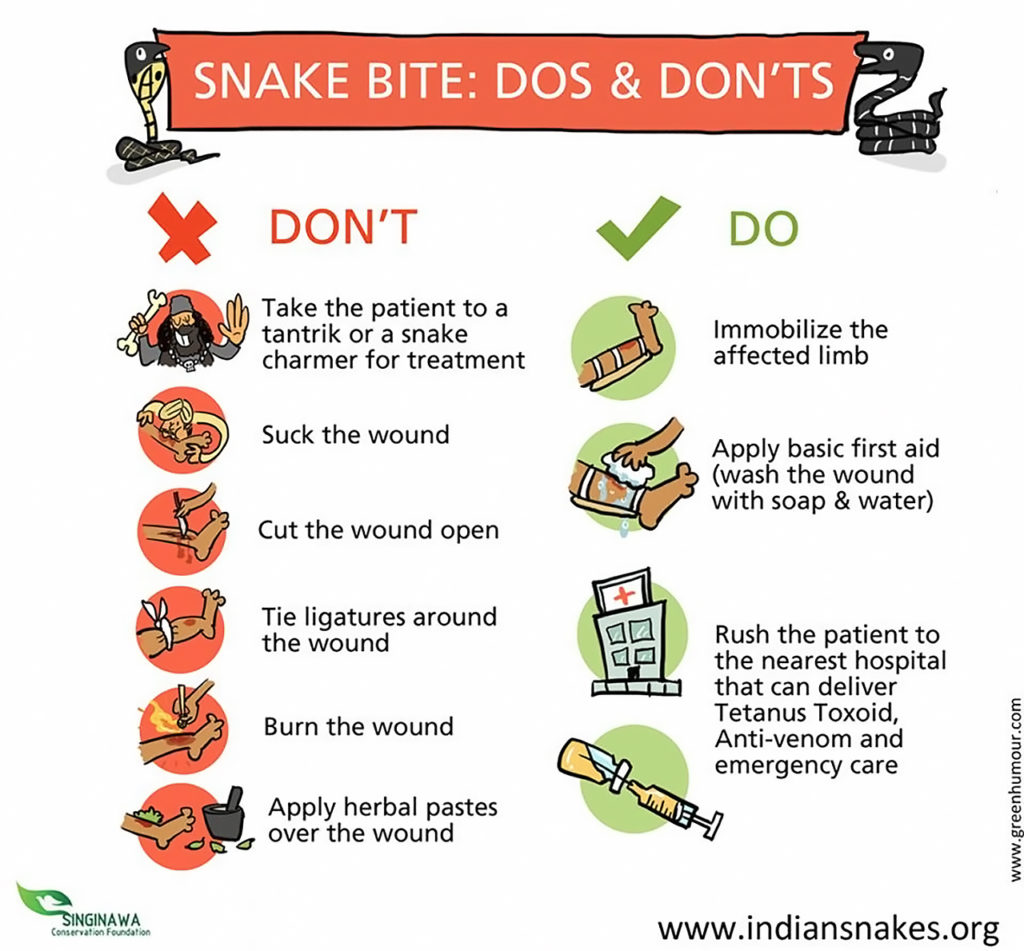 SNAKE BITE: DOS & DON'TS
DON'T
Take the patient to a
tantrik or a snake
charmer for treatment
Suck the wound
Cut the wound open
Tie ligatures around
the wound
Burn the wound
Apply herbal pastes
over the wound
DO
Immobilize the
affected limb
Apply basic first aid
(wash the wound
with soap & water)
Rush the patient to
the nearest hospital
that can deliver
Tetanus Toxoid,
Anti-venom and
emergency care
www.greenhumour.com
SINGINAWA
Conservation Foundation
www.indiansnakes.org